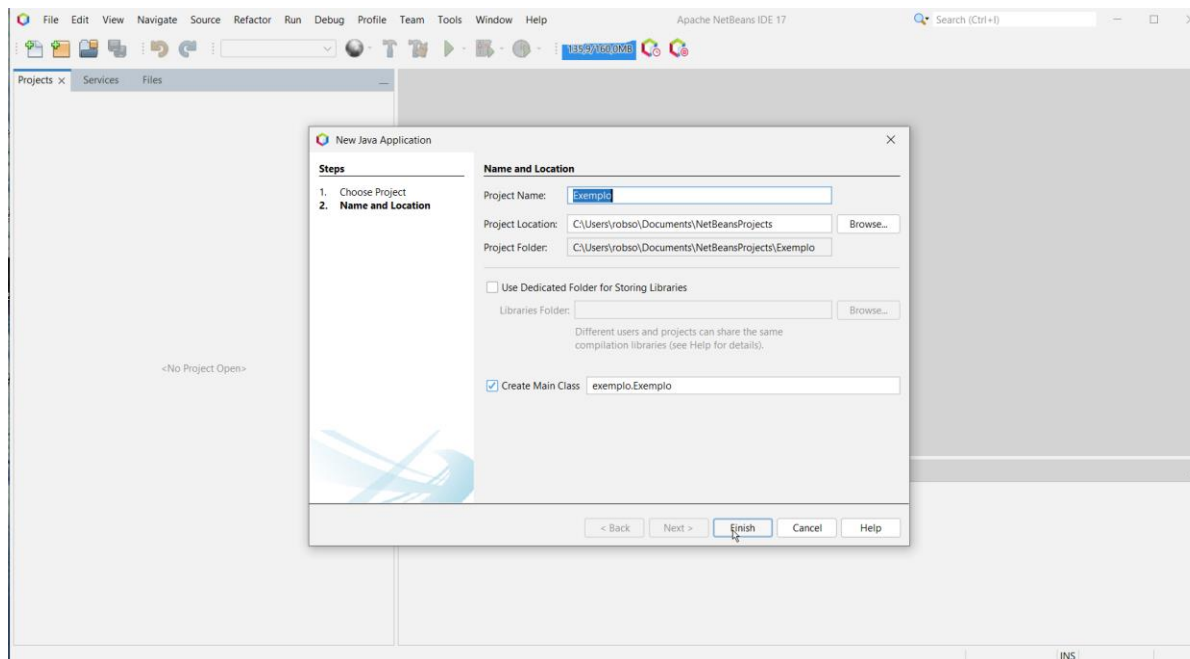 File Edit View Navigate Source Refactor Run Debug Profile Team Tools Window Help
Apache NetBeans IDE 17
Search (Ctrl+I)
135,9/160,0MB
Projects Services Files
<No Project Open>
New Java Application
Steps
1. Choose Project
2. Name and Location
Name and Location
Project Name: Exemplo
Project Location: C:\Users\robso\Documents\NetBeansProjects Browse...
Project Folder: C:\Users\robso\Documents\NetBeansProjects\Exemplo
Use Dedicated Folder for Storing Libraries
Libraries Folder: Browse...
Different users and projects can share the same
compilation libraries (see Help for details).
Create Main Class exemplo.Exemplo
< Back Next > Finish Cancel Help
INS